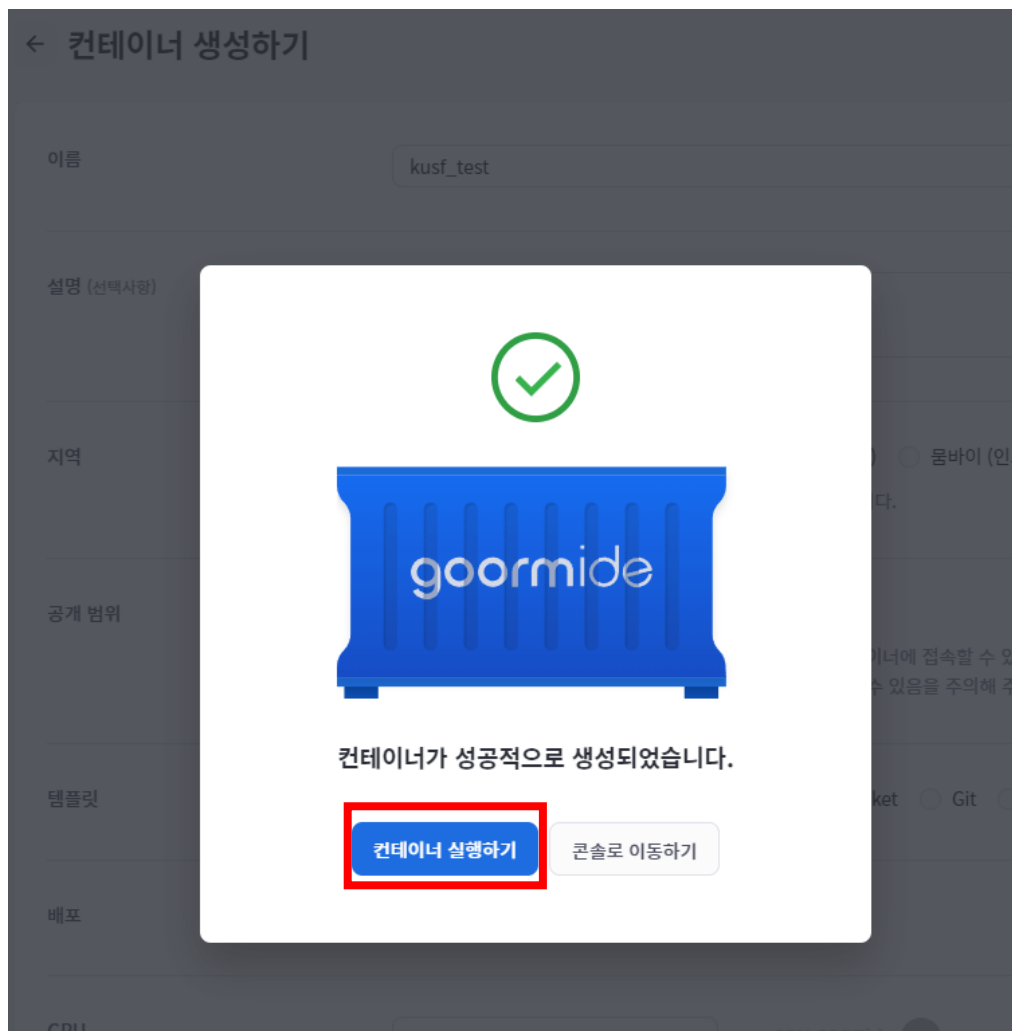 ← 컨테이너 생성하기
이름
kusf_test
설명 (선택사항)
지역
) 뭄바이 (인
다.
goormide
공개 범위
이너에 접속할 수 있
수 있음을 주의해 주
컨테이너가 성공적으로 생성되었습니다.
템플릿
ket Git
컨테이너 실행하기 콘솔로 이동하기
배포